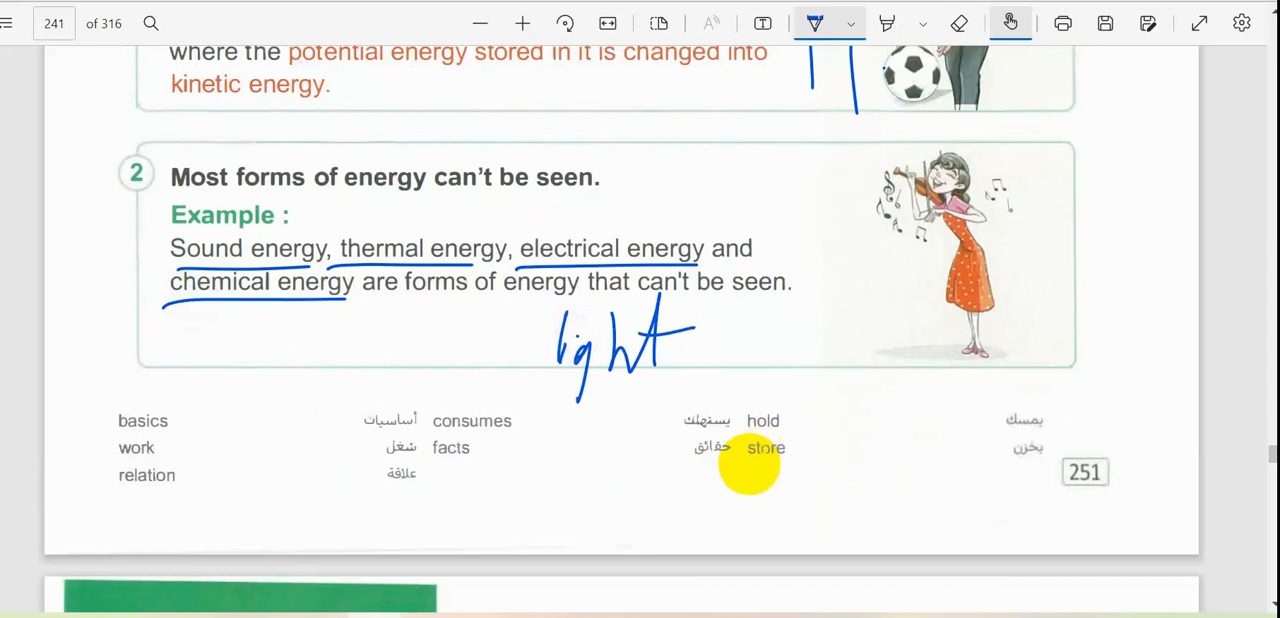 241 of 316
where the potential energy stored in it is changed into
kinetic energy.
2 Most forms of energy can't be seen.
Example :
Sound energy, thermal energy, electrical energy and
chemical energy are forms of energy that can't be seen.
light
basics أساسيات consumes يستهلك hold يمسك
work شغل facts حقائق store يخزن
relation علاقة
251